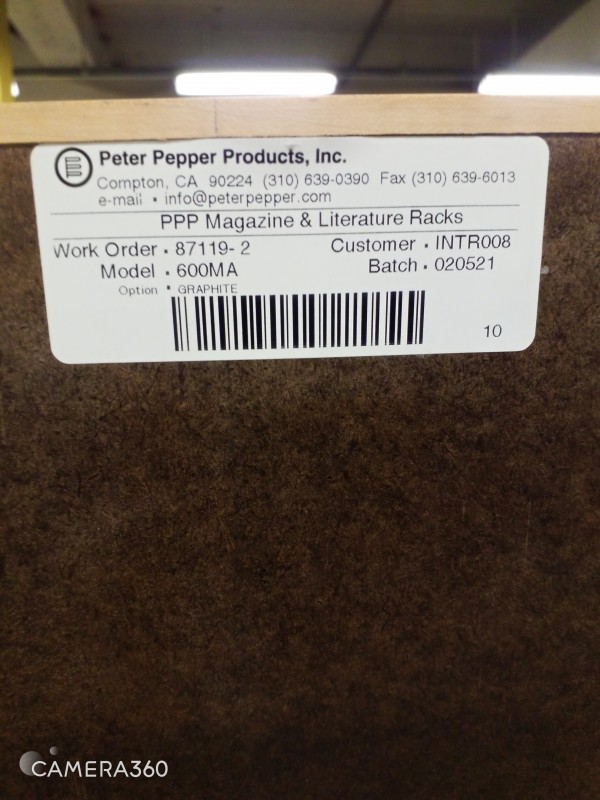 Peter Pepper Products, Inc.
Compton, CA 90224 (310) 639-0390 Fax (310) 639-6013
e-mail · info@peterpepper.com
PPP Magazine & Literature Racks
Work Order · 87119- 2 Customer · INTR008
Model · 600MA Batch · 020521
Option · GRAPHITE
10
CAMERA360